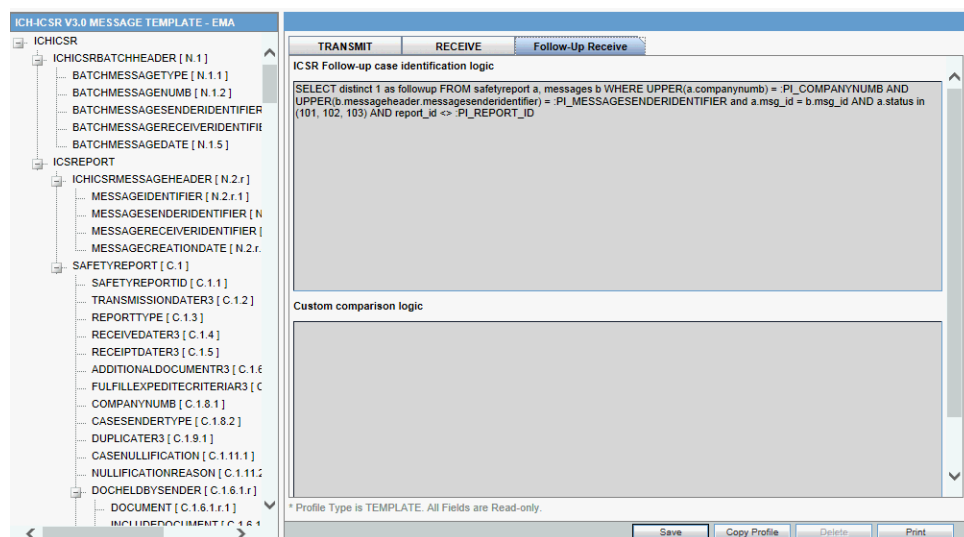 ICH-ICSR V3.0 MESSAGE TEMPLATE - EMA
ICHICSR
ICHICSRBATCHHEADER [ N.1 ]
BATCHMESSAGETYPE [ N.1.1 ]
BATCHMESSAGENUMB [ N.1.2 ]
BATCHMESSAGESENDERIDENTIFIER
BATCHMESSAGERECEIVERIDENTIFIE
BATCHMESSAGEDATE [ N.1.5 ]
ICSREPORT
ICHICSRMESSAGEHEADER [ N.2.r ]
MESSAGEIDENTIFIER [ N.2.r.1 ]
MESSAGESENDERIDENTIFIER [ N
MESSAGERECEIVERIDENTIFIER [
MESSAGECREATIONDATE [ N.2.r.
SAFETYREPORT [ C.1 ]
SAFETYREPORTID [ C.1.1 ]
TRANSMISSIONDATER3 [ C.1.2 ]
REPORTTYPE [ C.1.3 ]
RECEIVEDATER3 [ C.1.4 ]
RECEIPTDATER3 [ C.1.5 ]
ADDITIONALDOCUMENTR3 [ C.1.6
FULFILLEXPEDITECRITERIAR3 [ C
COMPANYNUMB [ C.1.8.1 ]
CASESENDERTYPE [ C.1.8.2 ]
DUPLICATER3 [ C.1.9.1 ]
CASENULLIFICATION [ C.1.11.1 ]
NULLIFICATIONREASON [ C.1.11.2
DOCHELDBYSENDER [ C.1.6.1.r ]
DOCUMENT [ C.1.6.1.r.1 ]
INCLUDEDOCUMENT [ C.1.6.1
TRANSMIT RECEIVE Follow-Up Receive
ICSR Follow-up case identification logic
SELECT distinct 1 as followup FROM safetyreport a, messages b WHERE UPPER(a.companynumb) = :PI_COMPANYNUMB AND
UPPER(b.messageheader.messagesenderidentifier) = :PI_MESSAGESENDERIDENTIFIER and a.msg_id = b.msg_id AND a.status in
(101, 102, 103) AND report_id <> :PI_REPORT_ID
Custom comparison logic
* Profile Type is TEMPLATE. All Fields are Read-only.
Save Copy Profile Delete Print